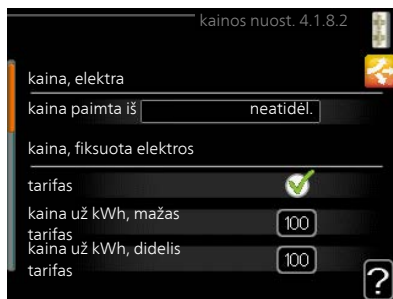 kainos nuost. 4.1.8.2
kaina, elektra
kaina paimta iš neatidėl.
kaina, fiksuota elektros
tarifas
kaina už kWh, mažas
tarifas 100
kaina už kWh, didelis
tarifas 100
?